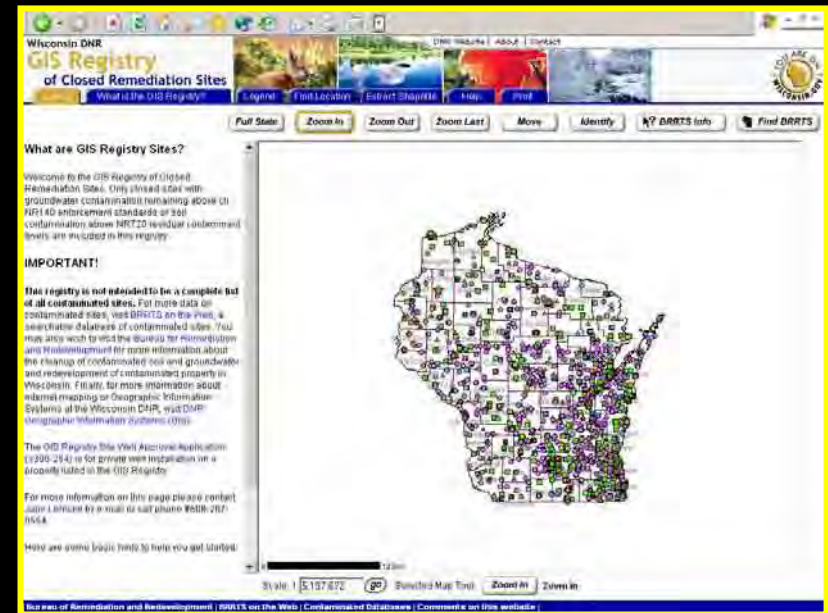 DNR Website | About | Contact
Wisconsin DNR
GIS Registry
of Closed Remediation Sites
What is the GIS Registry?
Legend
Find Location
Extract Shapefile
Help
Print
Full State
Zoom In
Zoom Out
Zoom Last
Move
Identify
BRRTS Info
Find BRRTS
What are GIS Registry Sites?
Welcome to the GIS Registry of Closed
Remediation Sites. Only closed sites with
groundwater contamination remaining above ch
NR140 enforcement standards or soil
contamination above NR720 residual contaminant
levels are included in this registry.
IMPORTANT!
This registry is not intended to be a complete list
of all contaminated sites. For more data on
contaminated sites, visit BRRTS on the Web, a
searchable database of contaminated sites. You
may also wish to visit the Bureau for Remediation
and Redevelopment for more information about
the cleanup of contaminated soil and groundwater
and redevelopment of contaminated property in
Wisconsin. Finally, for more information about
internet mapping or Geographic Information
Systems at the Wisconsin DNR, visit DNR
Geographic Information Systems
The GIS Registry Site Well Approval Application
is for private well installation on a
property listed in the GIS Registry
For more information on this page please contact
by e-mail or call phone
Here are some basic hints to help you get started:
Scale 1: 5,197,672
go
Selected Map Tool:
Zoom In
Zoom in
Bureau of Remediation and Redevelopment | BRRTS on the Web | Contaminated Databases | Comments on this website |